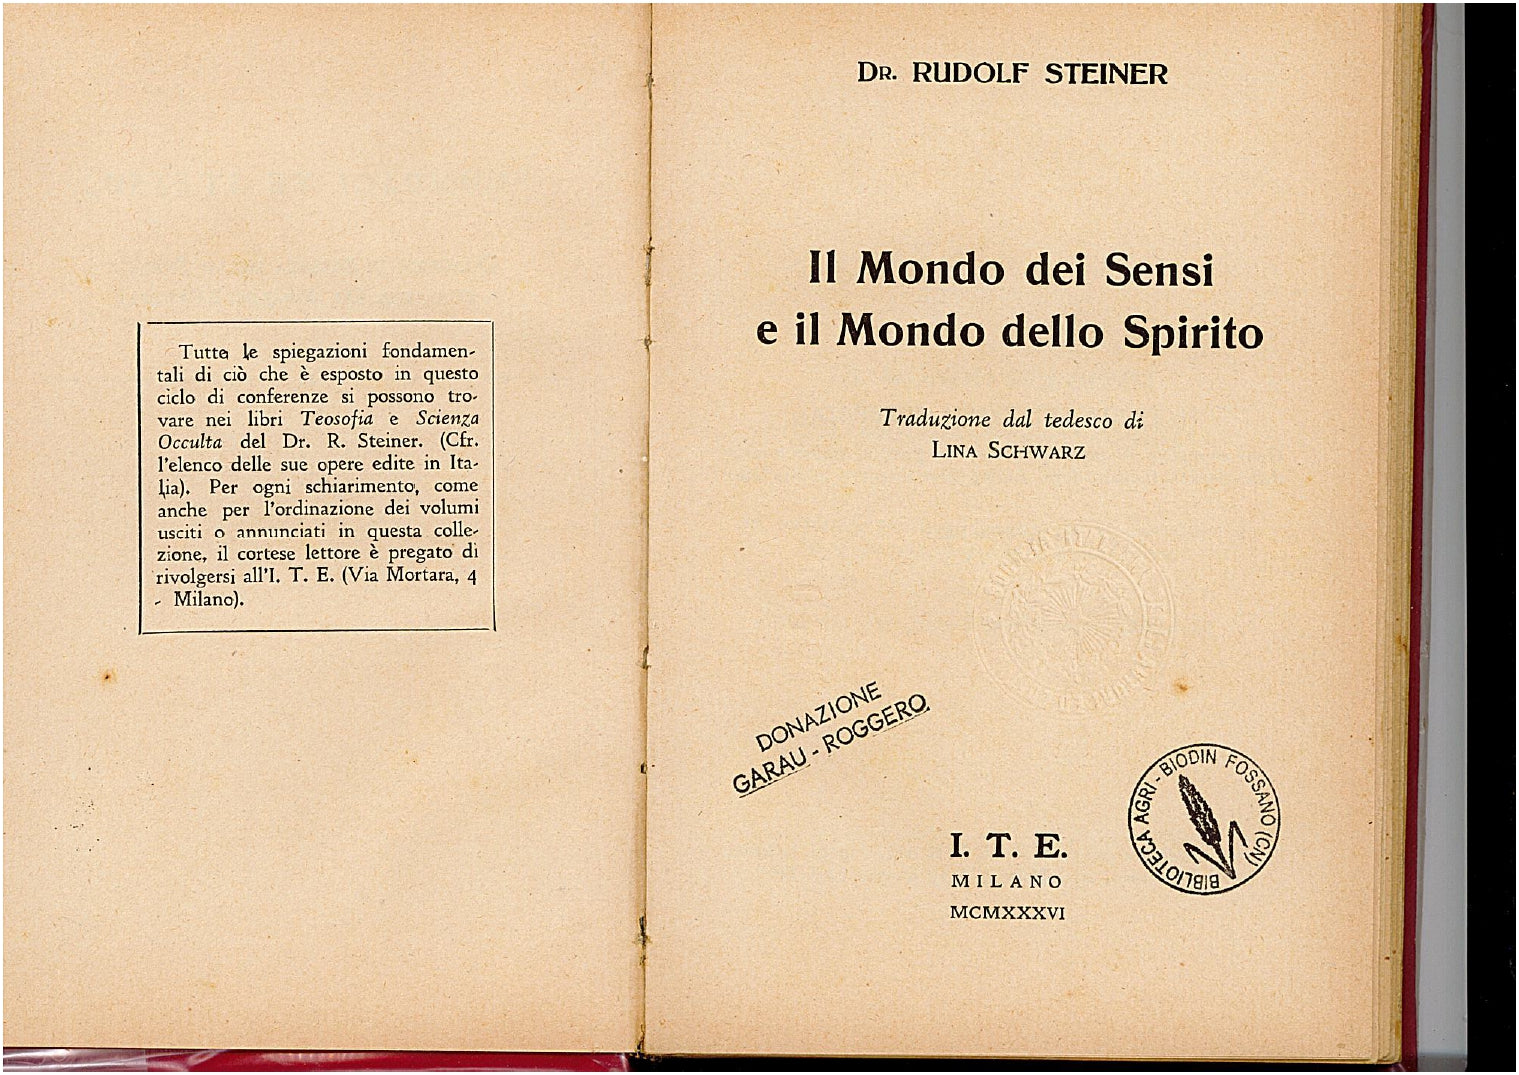 Tutte le spiegazioni fondamen-
tali di ciò che è esposto in questo
ciclo di conferenze si possono tro-
vare nei libri Teosofia e Scienza
Occulta del Dr. R. Steiner. (Cfr.
l'elenco delle sue opere edite in Ita-
lia). Per ogni schiarimento, come
anche per l'ordinazione dei volumi
usciti o annunciati in questa colle-
zione, il cortese lettore è pregato di
rivolgersi all'I. T. E. (Via Mortara, 4
- Milano).
DR. RUDOLF STEINER
Il Mondo dei Sensi
e il Mondo dello Spirito
Traduzione dal tedesco di
LINA SCHWARZ
DONAZIONE
GARAU - ROGGERO
BIBLIOTECA AGRI - BIODIN FOSSANO (CN)
I. T. E.
MILANO
MCMXXXVI